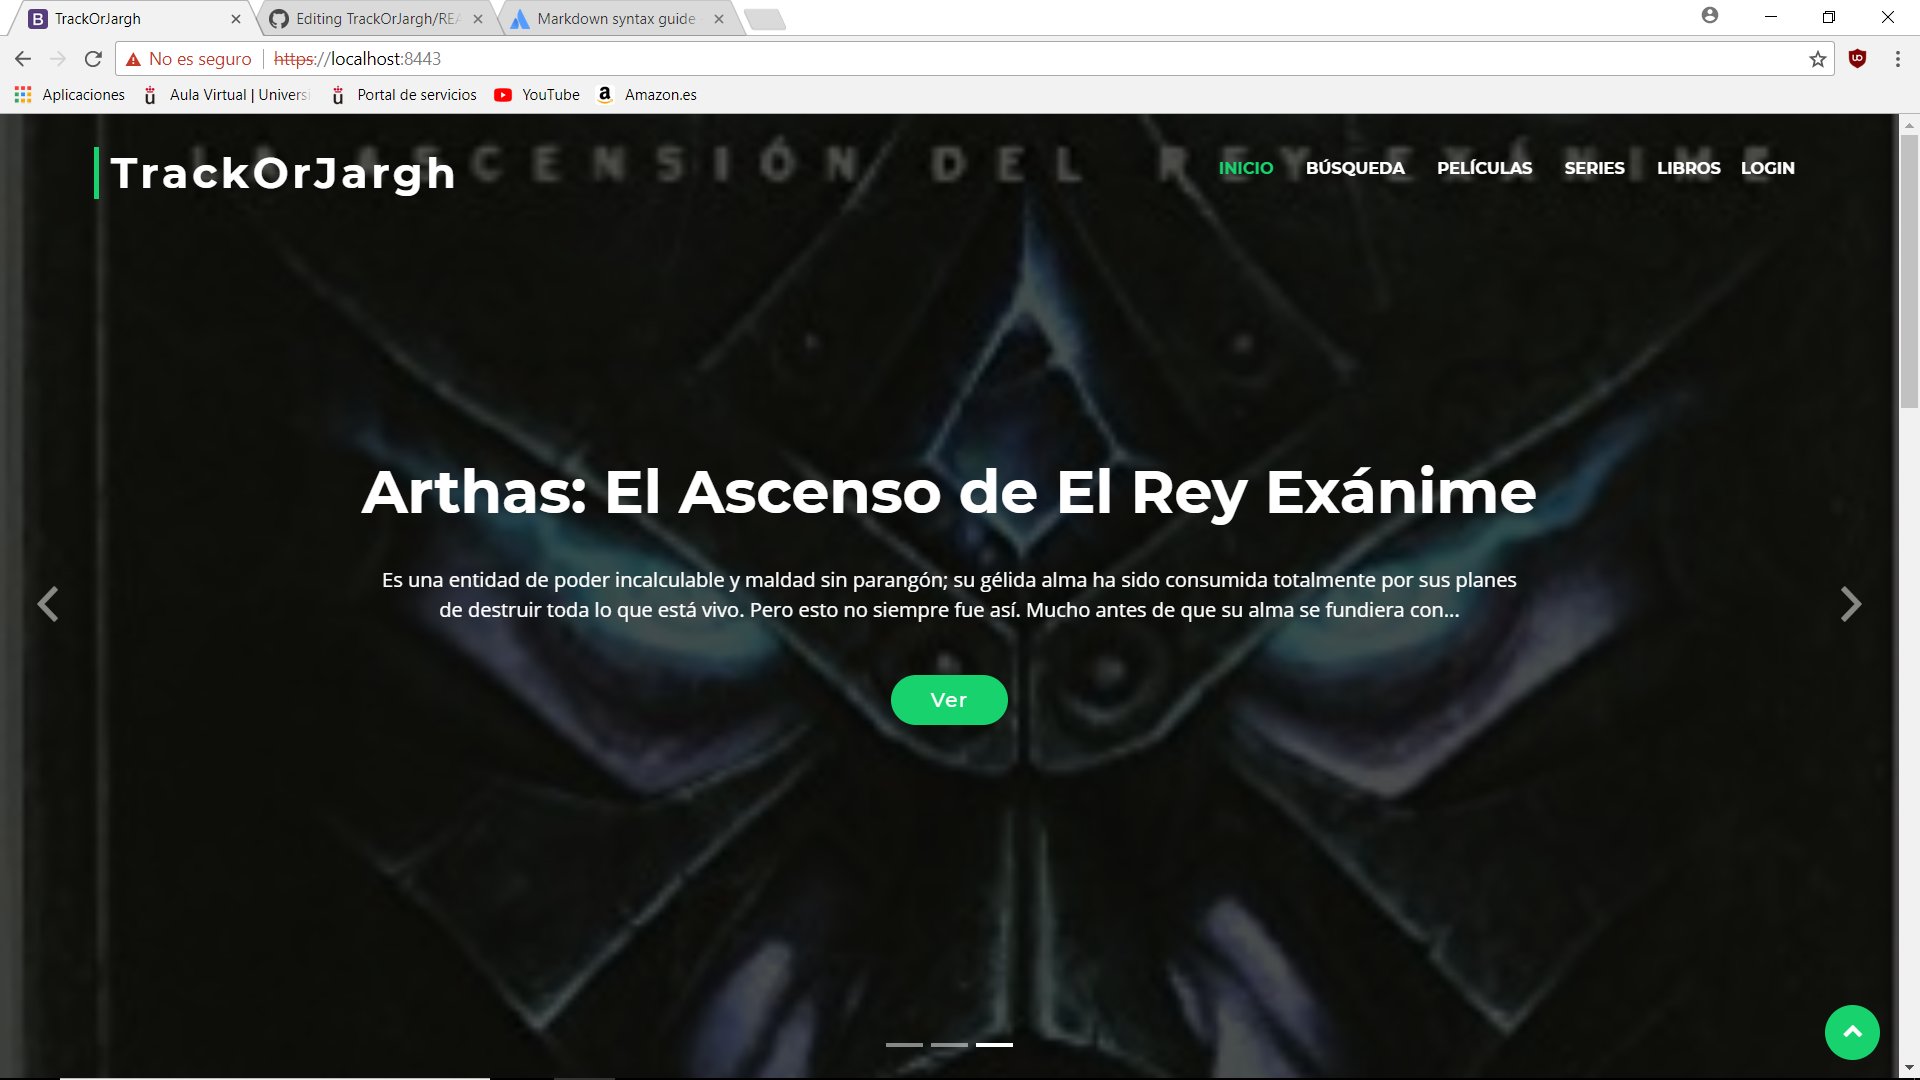 TrackOrJargh
Editing TrackOrJargh/REA
Markdown syntax guide
No es seguro
https://localhost:8443
Aplicaciones
Aula Virtual | Universi
Portal de servicios
YouTube
Amazon.es
ASCENSIÓN DEL REY EXÁNIME
TrackOrJargh
INICIO
BÚSQUEDA
PELÍCULAS
SERIES
LIBROS
LOGIN
Arthas: El Ascenso de El Rey Exánime
Es una entidad de poder incalculable y maldad sin parangón; su gélida alma ha sido consumida totalmente por sus planes
de destruir toda lo que está vivo. Pero esto no siempre fue así. Mucho antes de que su alma se fundiera con...
Ver